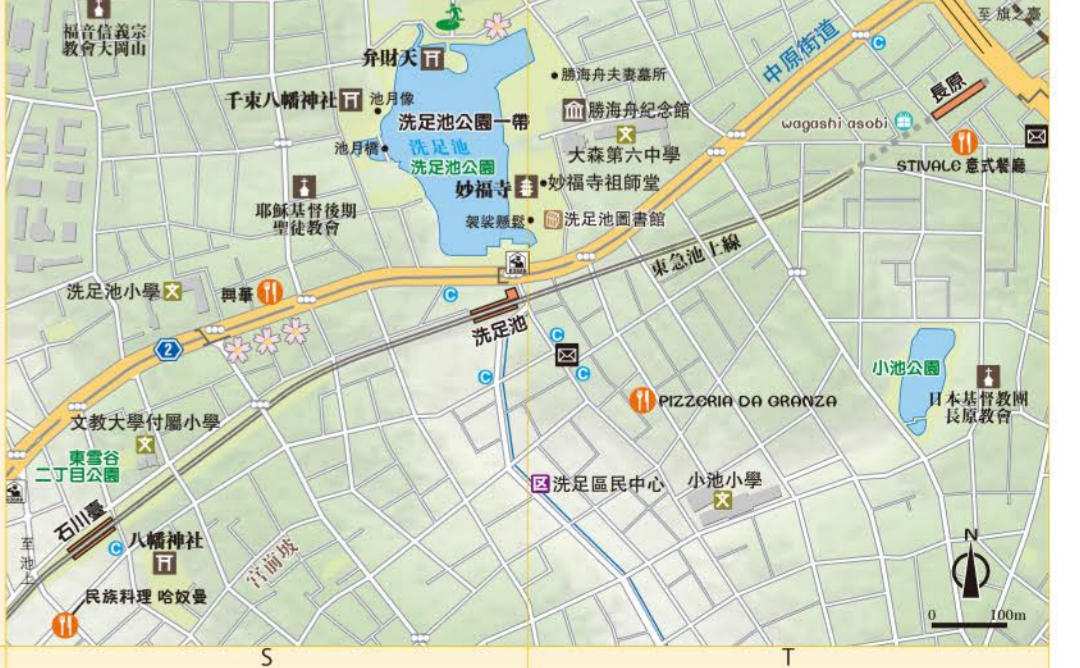 福音信義宗
教會大岡山
至 旗之臺
弁財天
中原街道
C
勝海舟夫妻墓所
千束八幡神社
池月像
長原
勝海舟紀念館
洗足池公園一帶
wagashi asobi
文
池月橋
洗足池
大森第六中學
STIVALE 意式餐廳
洗足池公園
妙福寺
妙福寺祖師堂
耶穌基督後期
聖徒教會
袈裟懸鬆
洗足池圖書館
東急池上線
洗足池小學
文
興華
C
洗足池
C
2
小池公園
C
C
PIZZERIA DA GRANZA
日本基督教團
長原教會
文教大學付屬小學
文
東雪谷
二丁目公園
区
洗足區民中心
小池小學
文
石川臺
至池上
C
八幡神社
宮前坡
N
民族料理 哈奴曼
0
100m
S
T